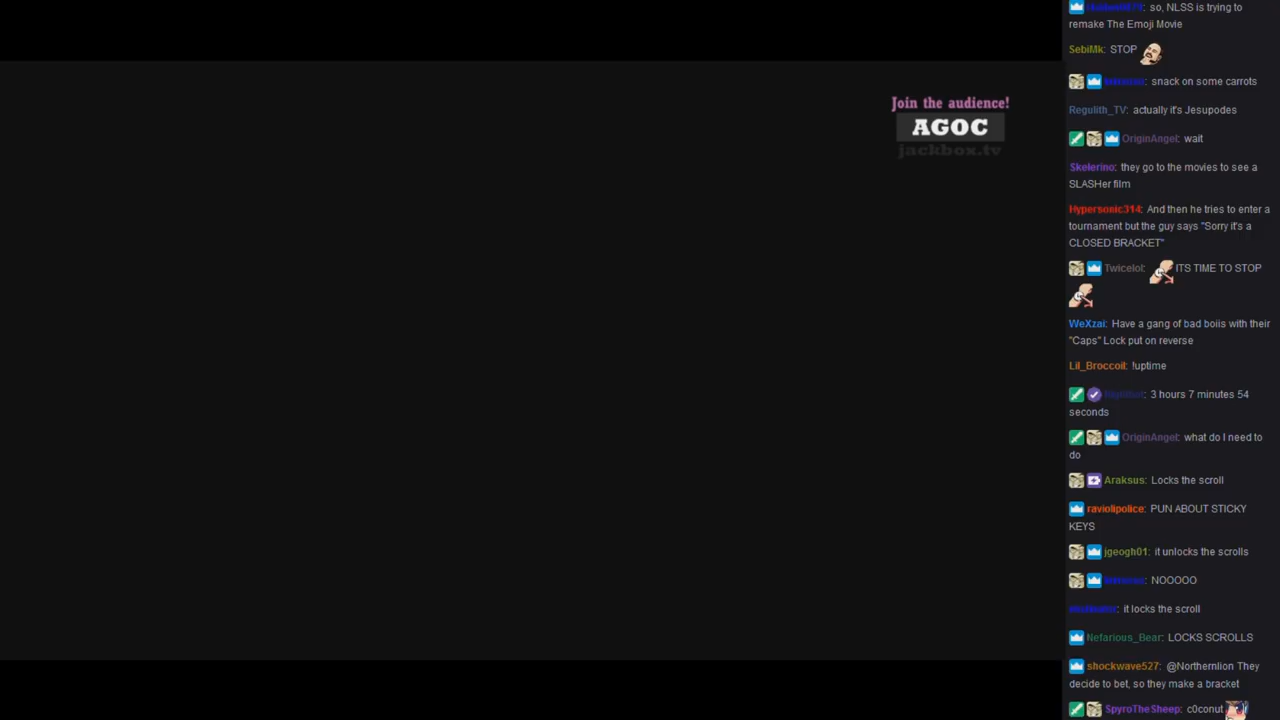 Join the audience!
AGOC
jackbox.tv
: so, NLSS is trying to
remake The Emoji Movie
SebiMk: STOP
: snack on some carrots
Regulith_TV: actually it's Jesupodes
OriginAngel: wait
Skelerino: they go to the movies to see a
SLASHer film
Hypersonic314: And then he tries to enter a
tournament but the guy says "Sorry it's a
CLOSED BRACKET"
Twicelol: ITS TIME TO STOP
WeXzai: Have a gang of bad boiis with their
"Caps" Lock put on reverse
Lil_Broccoil: !uptime
: 3 hours 7 minutes 54
seconds
OriginAngel: what do I need to
do
Araksus: Locks the scroll
raviolipolice: PUN ABOUT STICKY
KEYS
jgeogh01: it unlocks the scrolls
: NOOOOO
: it locks the scroll
Nefarious_Bear: LOCKS SCROLLS
shockwave527: @Northernlion They
decide to bet, so they make a bracket
SpyroTheSheep: c0conut